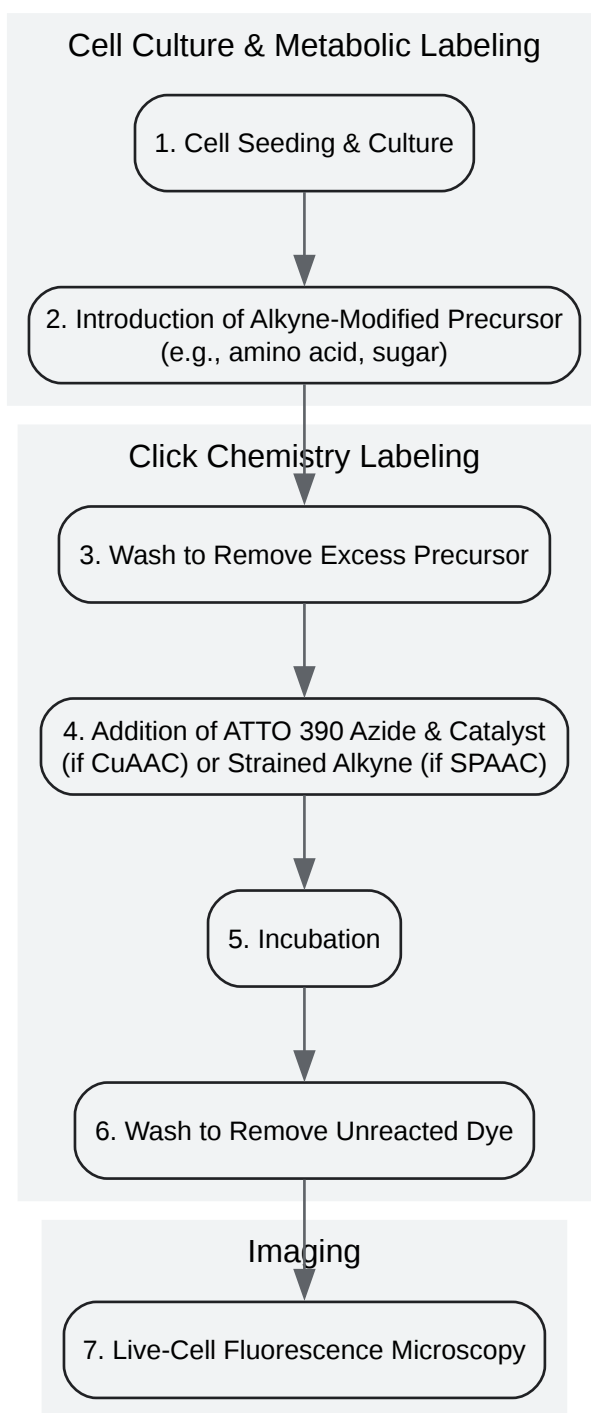 Cell Culture & Metabolic Labeling
1. Cell Seeding & Culture
2. Introduction of Alkyne-Modified Precursor
(e.g., amino acid, sugar)
Click Chemistry Labeling
3. Wash to Remove Excess Precursor
4. Addition of ATTO 390 Azide & Catalyst
(if CuAAC) or Strained Alkyne (if SPAAC)
5. Incubation
6. Wash to Remove Unreacted Dye
Imaging
7. Live-Cell Fluorescence Microscopy